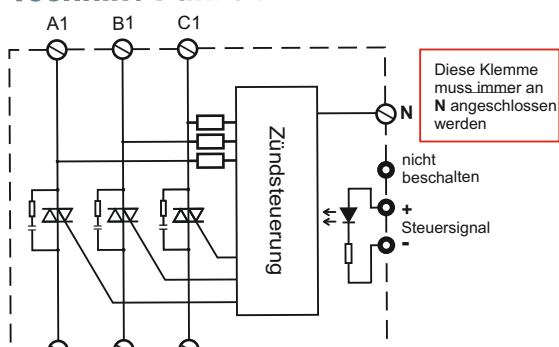 A1 B1 C1
Diese Klemme
muss immer an
N angeschlossen
werden
N
nicht
beschalten
+
Steuersignal
-
Zündsteuerung